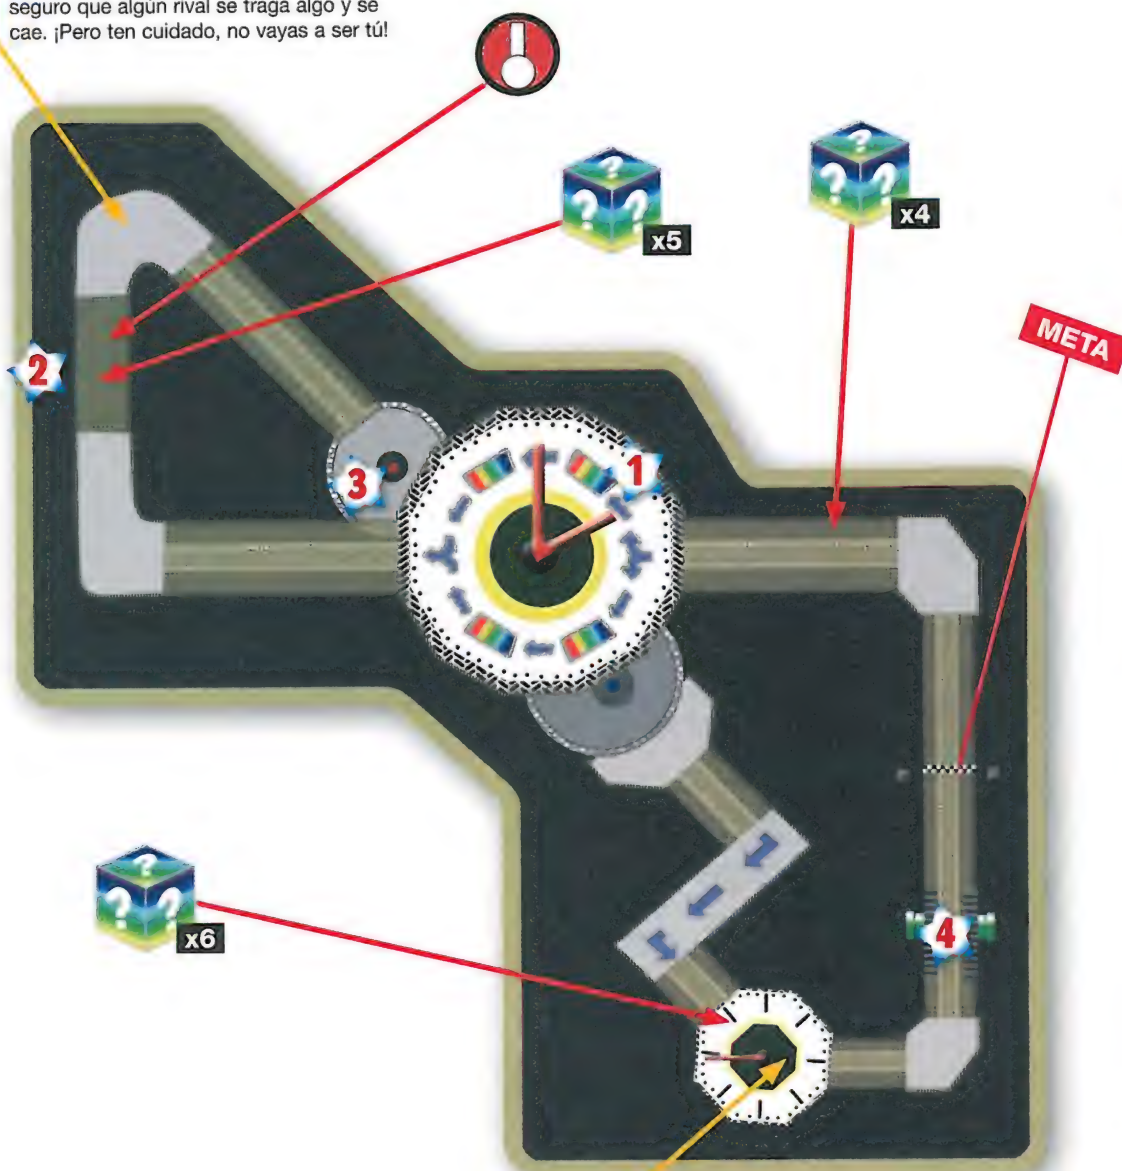 seguro que algún rival se traga algo y se
cae. ¡Pero ten cuidado, no vayas a ser tú!
? ? ?
x5
? ? ?
x4
META
2
1
3
? ? ?
x6
4